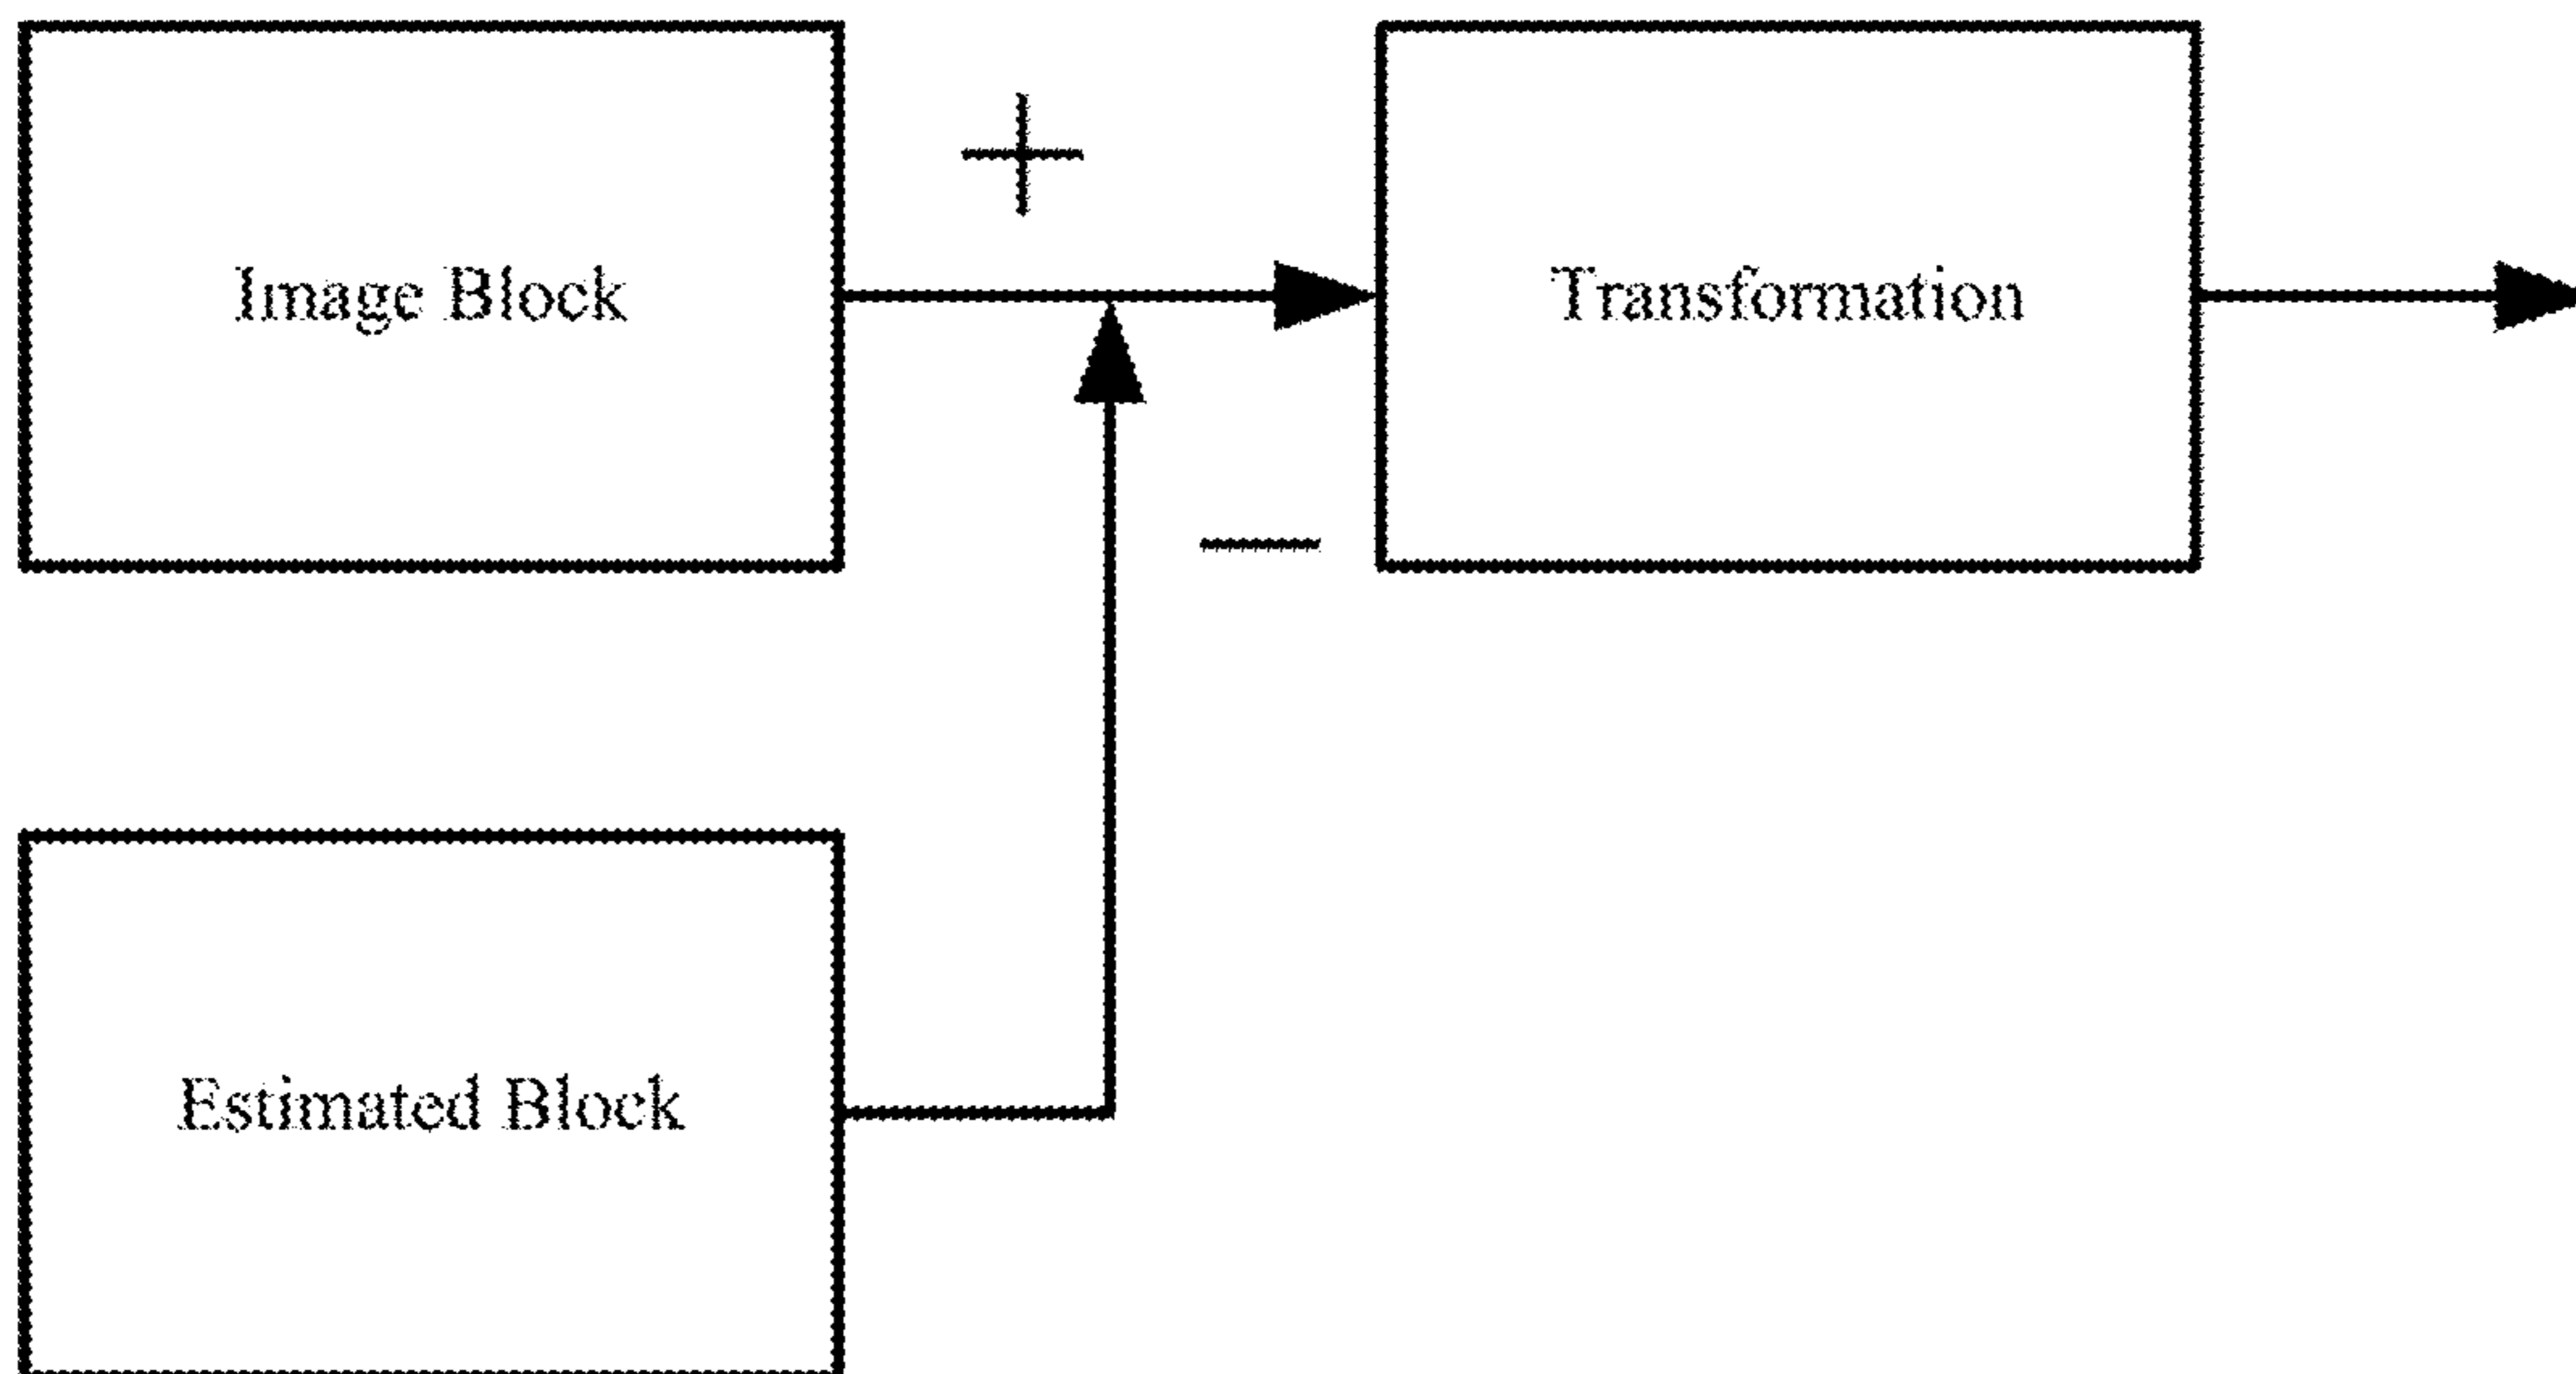 Image Block
+
Transformation
—
Estimated Block